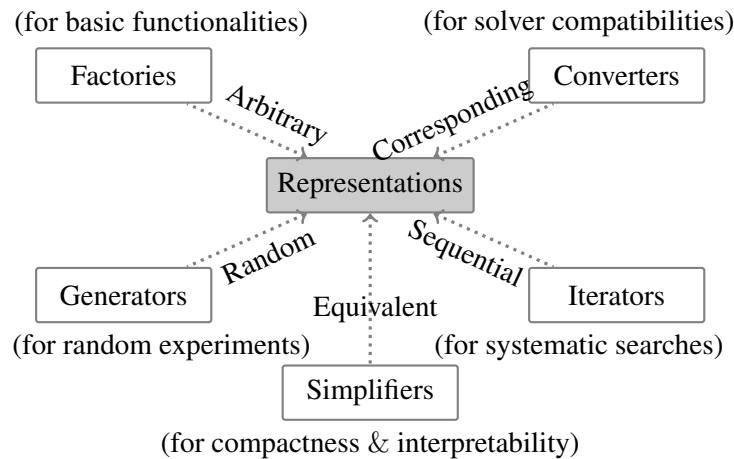 (for basic functionalities)
(for solver compatibilities)
Factories
Converters
Arbitrary
Corresponding
Representations
Random
Sequential
Generators
Equivalent
Iterators
(for random experiments)
(for systematic searches)
Simplifiers
(for compactness & interpretability)